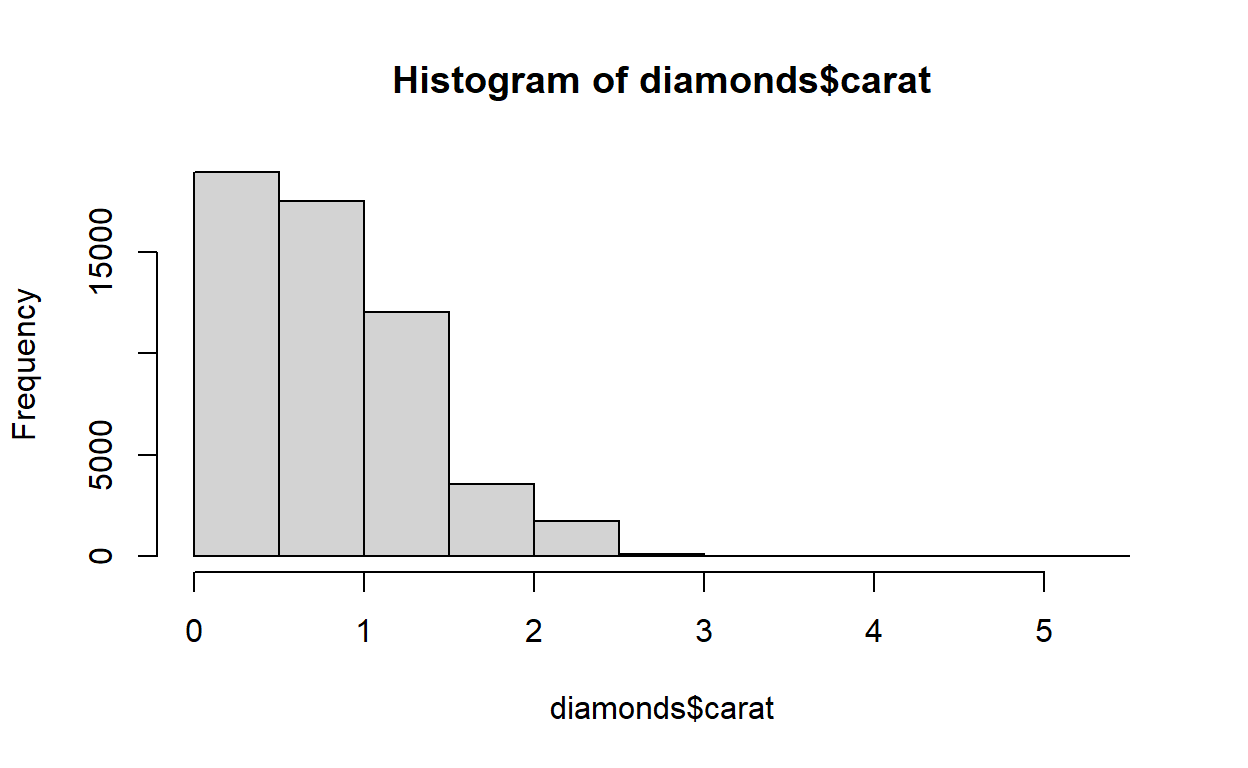 Histogram of diamonds$carat
Frequency
15000
5000
0
0 1 2 3 4 5
diamonds$carat